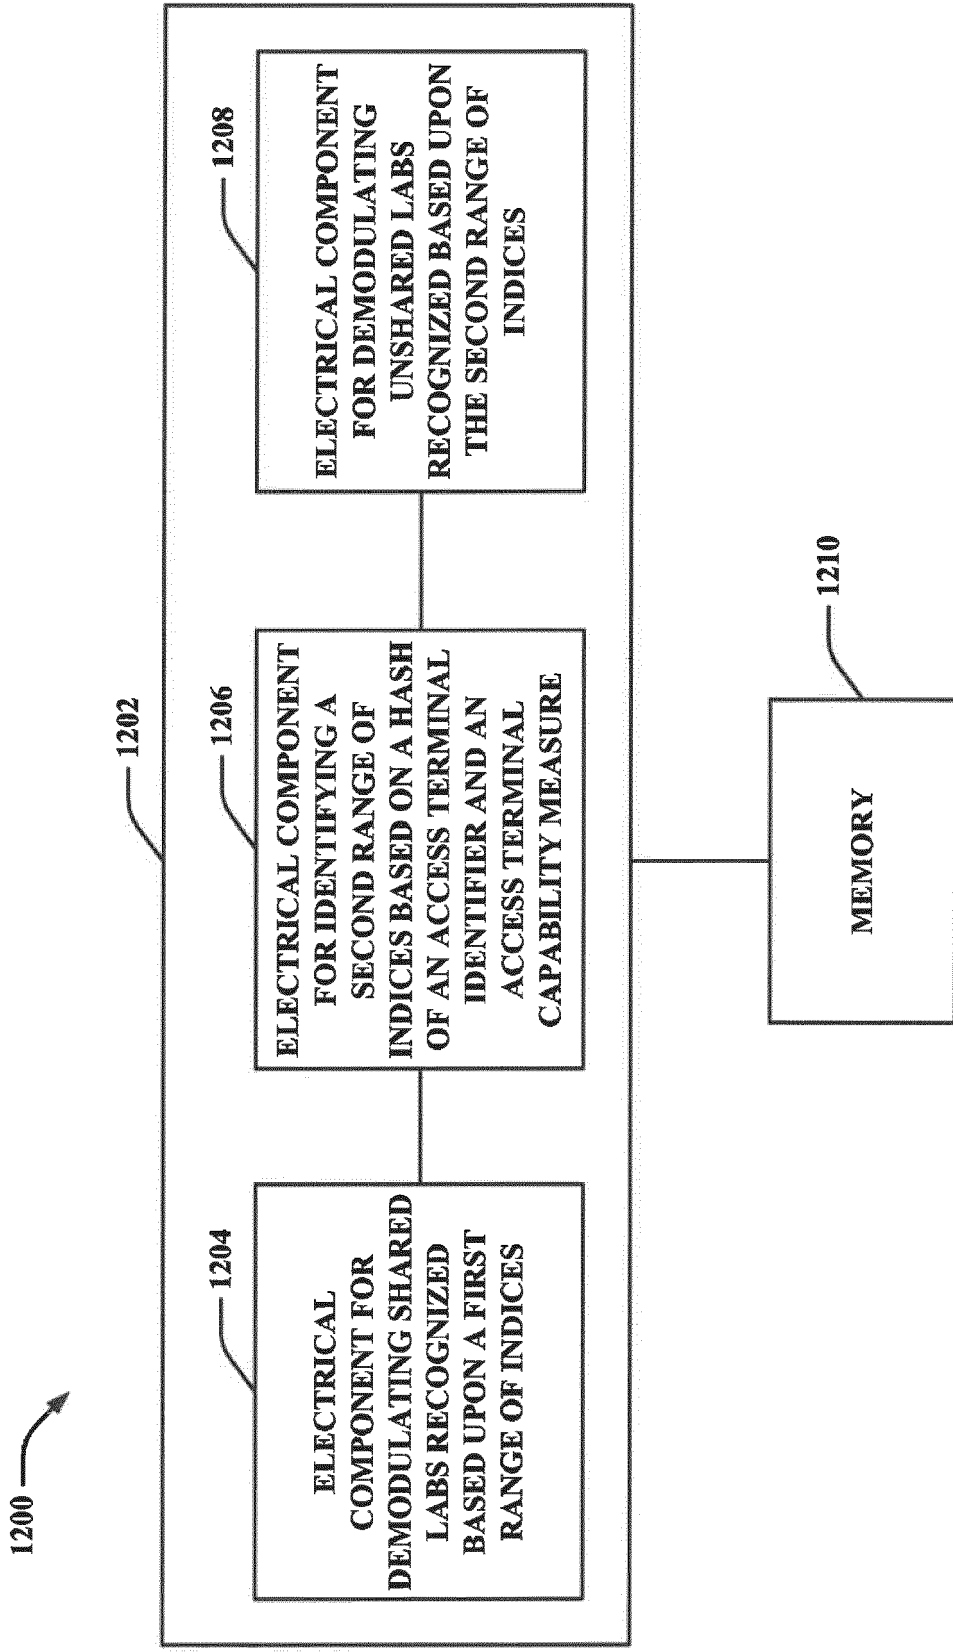 1200
1202
1204
ELECTRICAL
COMPONENT FOR
DEMODULATING SHARED
LABS RECOGNIZED
BASED UPON A FIRST
RANGE OF INDICES
1206
ELECTRICAL COMPONENT
FOR IDENTIFYING A
SECOND RANGE OF
INDICES BASED ON A HASH
OF AN ACCESS TERMINAL
IDENTIFIER AND AN
ACCESS TERMINAL
CAPABILITY MEASURE
1208
ELECTRICAL COMPONENT
FOR DEMODULATING
UNSHARED LABS
RECOGNIZED BASED UPON
THE SECOND RANGE OF
INDICES
1210
MEMORY